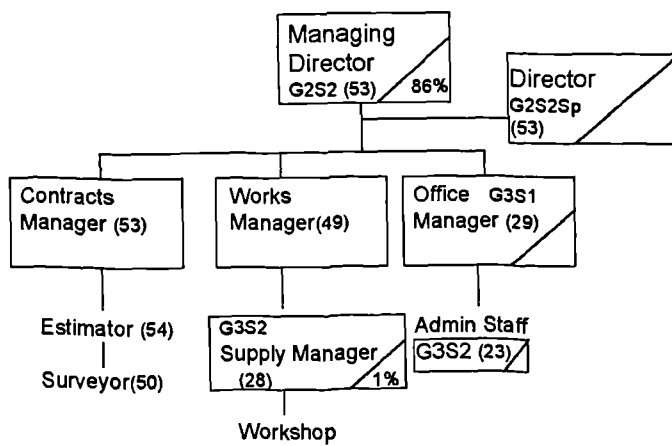 Managing
Director
G2S2 (53)
86%
Director
G2S2Sp
(53)
Contracts
Manager (53)
Works
Manager(49)
Office G3S1
Manager (29)
Estimator (54)
Surveyor(50)
G3S2
Supply Manager
(28)
1%
Admin Staff
G3S2 (23)
Workshop